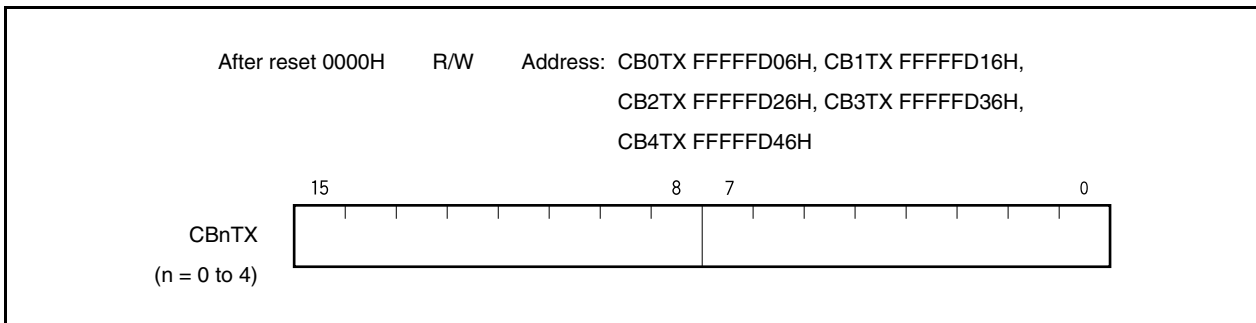 After reset 0000H R/W Address: CB0TX FFFFFD06H, CB1TX FFFFFD16H,
CB2TX FFFFFD26H, CB3TX FFFFFD36H,
CB4TX FFFFFD46H
15 8 7 0
CBnTX
(n = 0 to 4)